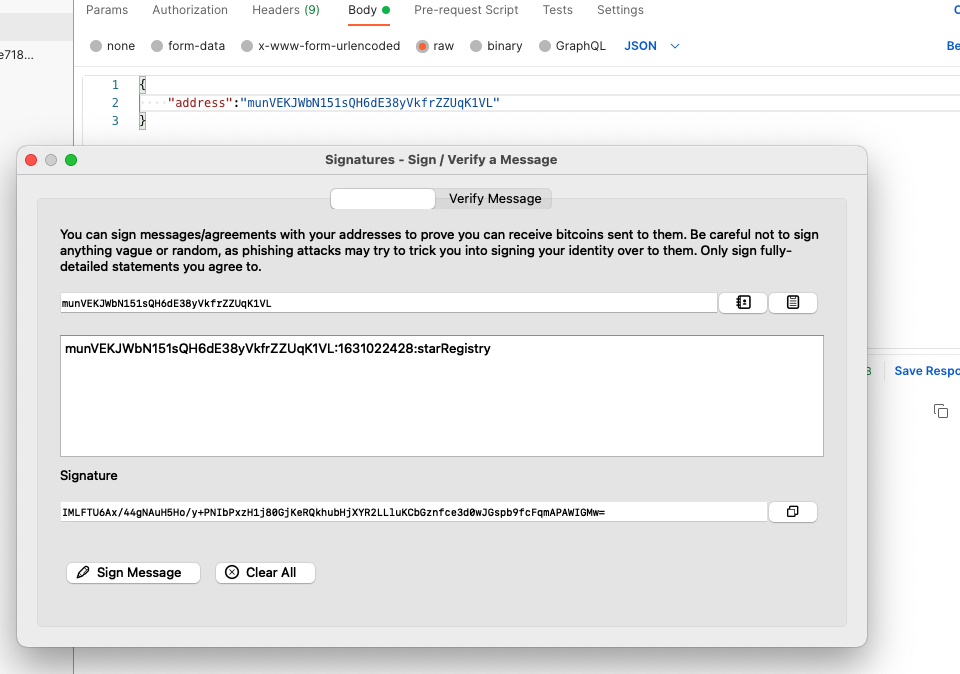 Params Authorization Headers (9) Body Pre-request Script Tests Settings
e718...
none form-data x-www-form-urlencoded raw binary GraphQL JSON Be
1 {
2 "address":"munVEKJWbN151sQH6dE38yVkfrZZUqK1VL"
3 }
Signatures - Sign / Verify a Message
Verify Message
You can sign messages/agreements with your addresses to prove you can receive bitcoins sent to them. Be careful not to sign
anything vague or random, as phishing attacks may try to trick you into signing your identity over to them. Only sign fully-
detailed statements you agree to.
munVEKJWbN151sQH6dE38yVkfrZZUqK1VL
munVEKJWbN151sQH6dE38yVkfrZZUqK1VL:1631022428:starRegistry
Save Respo
Signature
IMLFTU6Ax/44gNAuH5Ho/y+PNIbPxzH1j80GjKeRQkhubHjXYR2LLluKCbGznfce3d0wJGspb9fcFqmAPAWIGMw=
Sign Message Clear All